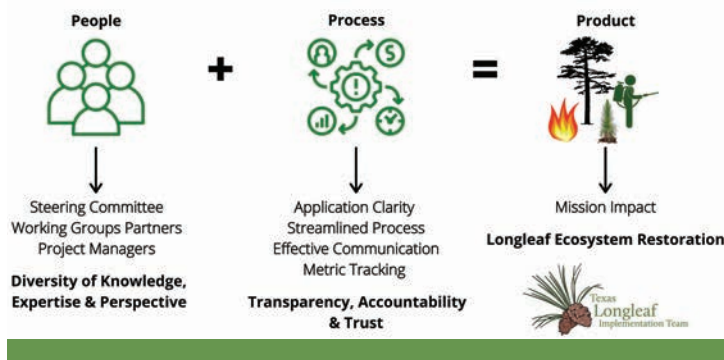 People
+
Process
=
Product
$
!
Steering Committee
Working Groups Partners
Project Managers
Diversity of Knowledge,
Expertise & Perspective
Application Clarity
Streamlined Process
Effective Communication
Metric Tracking
Transparency, Accountability
& Trust
Mission Impact
Longleaf Ecosystem Restoration
Texas
Longleaf
Implementation Team